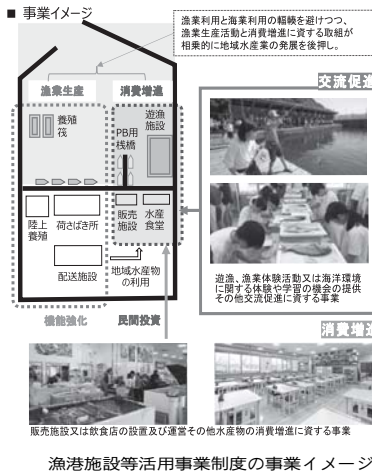 ■ 事業イメージ
漁業利用と海業利用の輻輳を避けつつ、
漁業生産活動と消費増進に資する取組が
相乗的に地域水産業の発展を後押し。
漁業生産
消費増進
養殖
筏
遊漁
施設
PB用
桟橋
陸上
養殖
荷さばき所
販売
施設
水産
食堂
配送施設
地域水産物
の利用
機能強化
民間投資
交流促進
遊漁、漁業体験活動又は海洋環境
に関する体験や学習の機会の提供
その他交流促進に資する事業
消費増進
販売施設又は飲食店の設置及び運営その他水産物の消費増進に資する事業
漁港施設等活用事業制度の事業イメージ